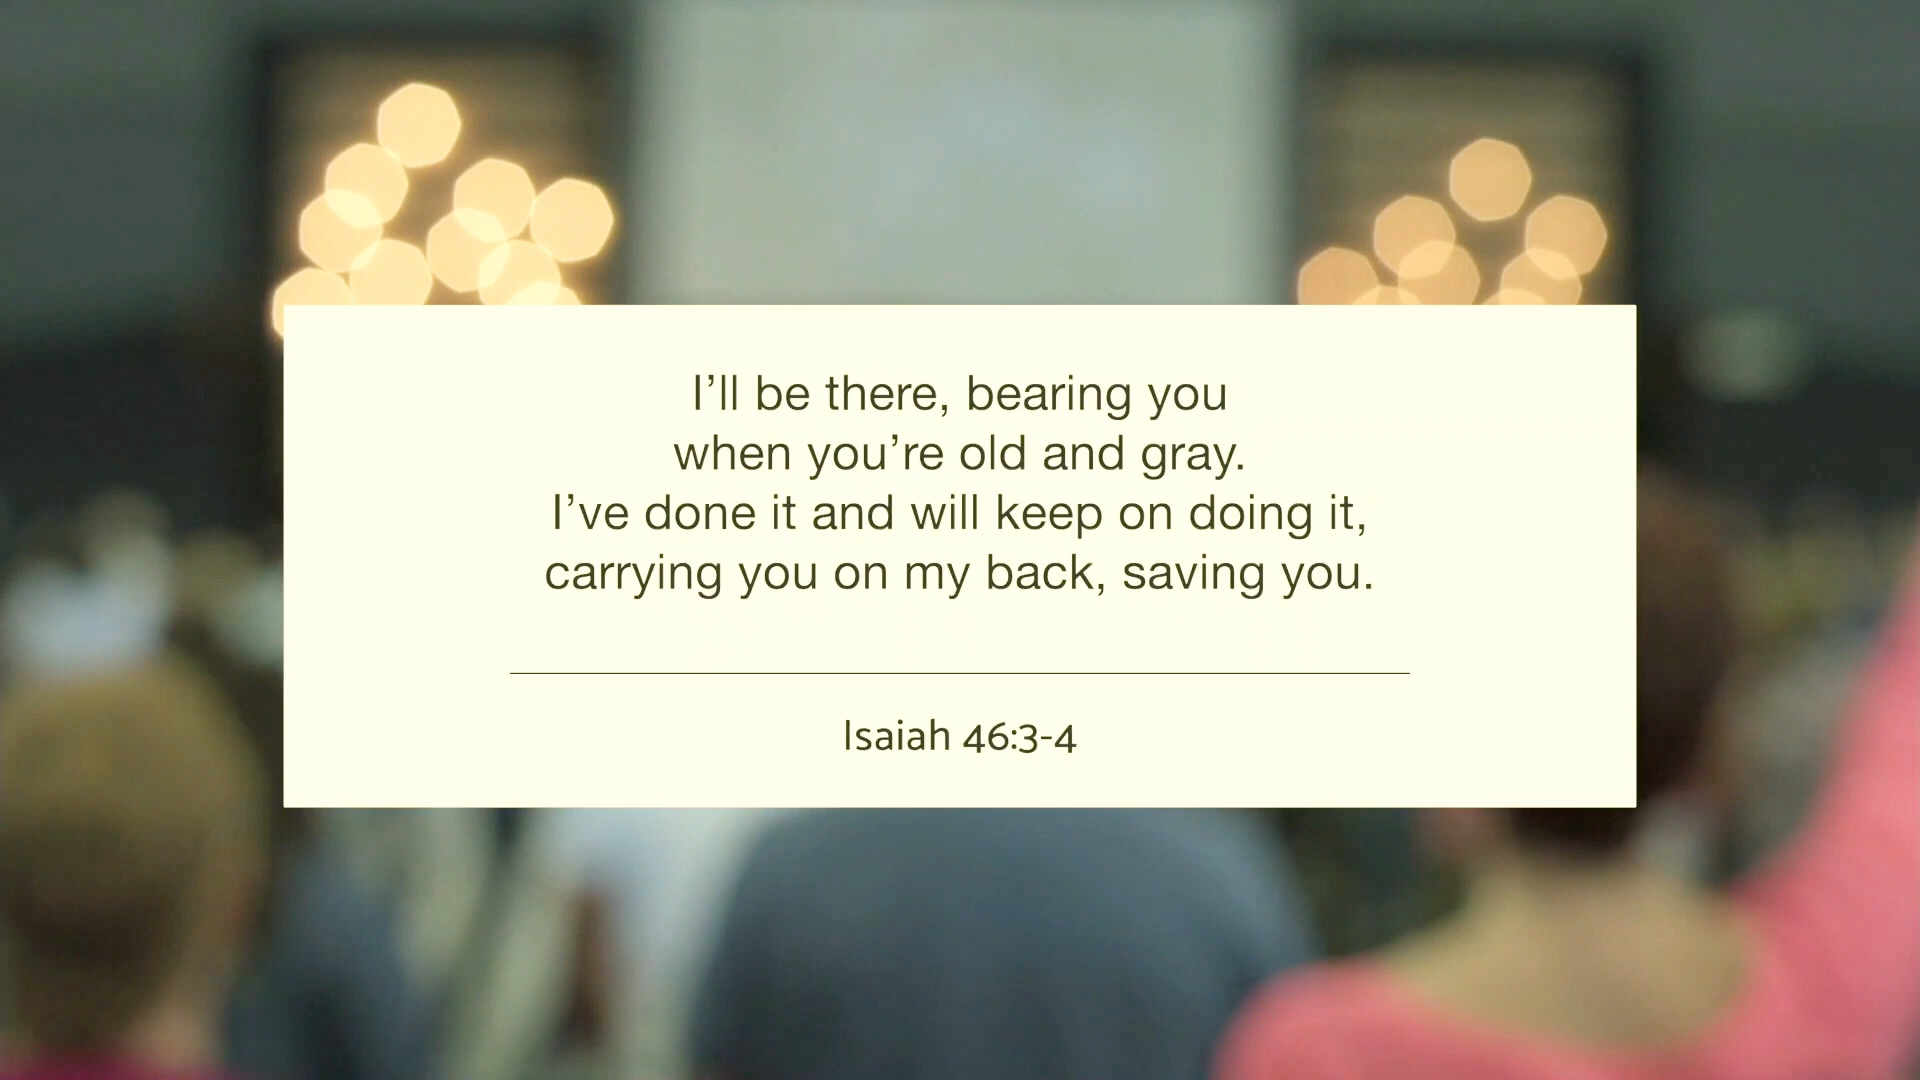 I’ll be there, bearing you
when you’re old and gray.
I’ve done it and will keep on doing it,
carrying you on my back, saving you.
Isaiah 46:3-4